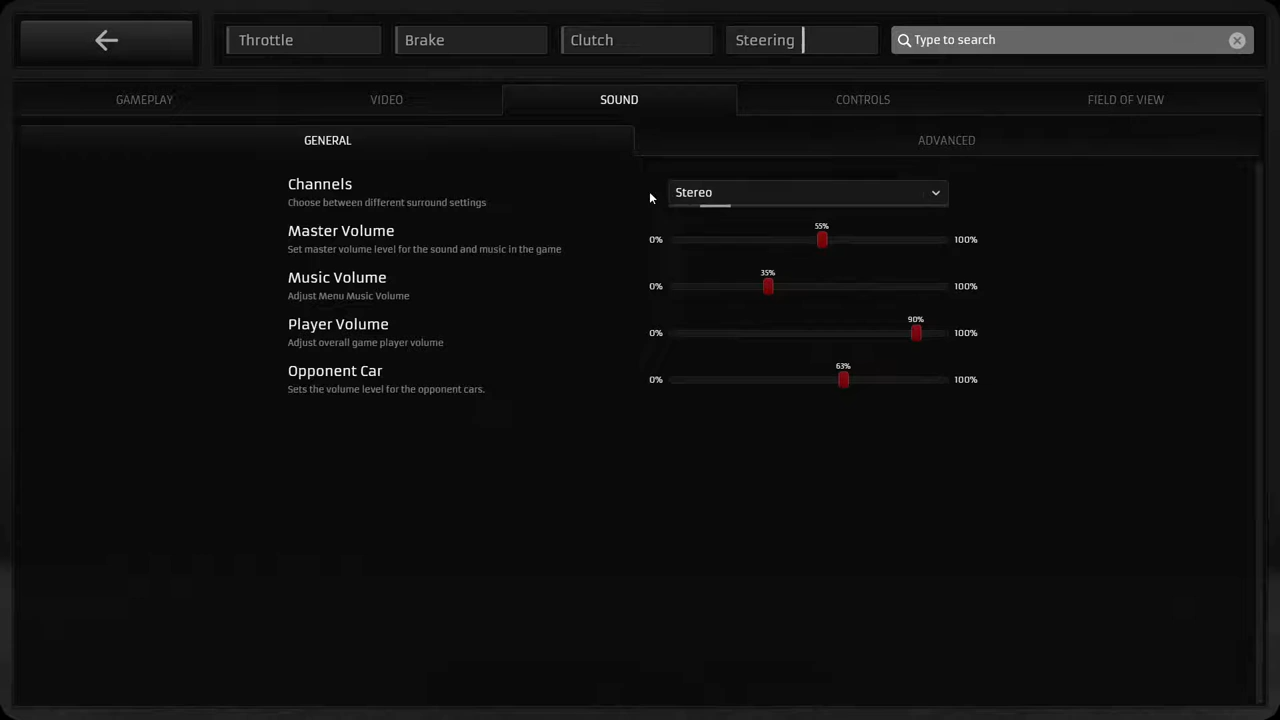 Throttle
Brake
Clutch
Steering
Type to search
GAMEPLAY
VIDEO
SOUND
CONTROLS
FIELD OF VIEW
GENERAL
ADVANCED
Channels
Choose between different surround settings
Stereo
Master Volume
Set master volume level for the sound and music in the game
0%
55%
100%
Music Volume
Adjust Menu Music Volume
0%
35%
100%
Player Volume
Adjust overall game player volume
0%
90%
100%
Opponent Car
Sets the volume level for the opponent cars.
0%
63%
100%